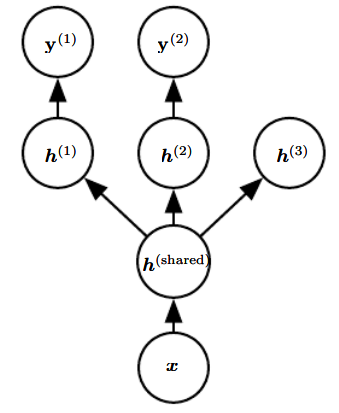 y(1) y(2)
h(1) h(2) h(3)
h(shared)
x